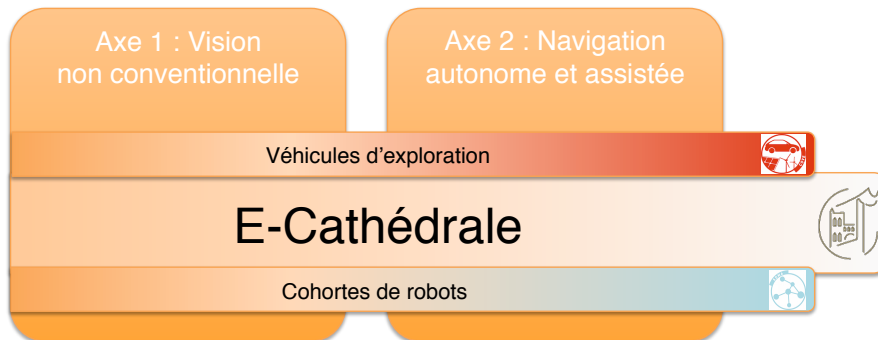 Axe 1 : Vision
non conventionnelle
Axe 2 : Navigation
autonome et assistée
Véhicules d'exploration
E-Cathédrale
Cohortes de robots